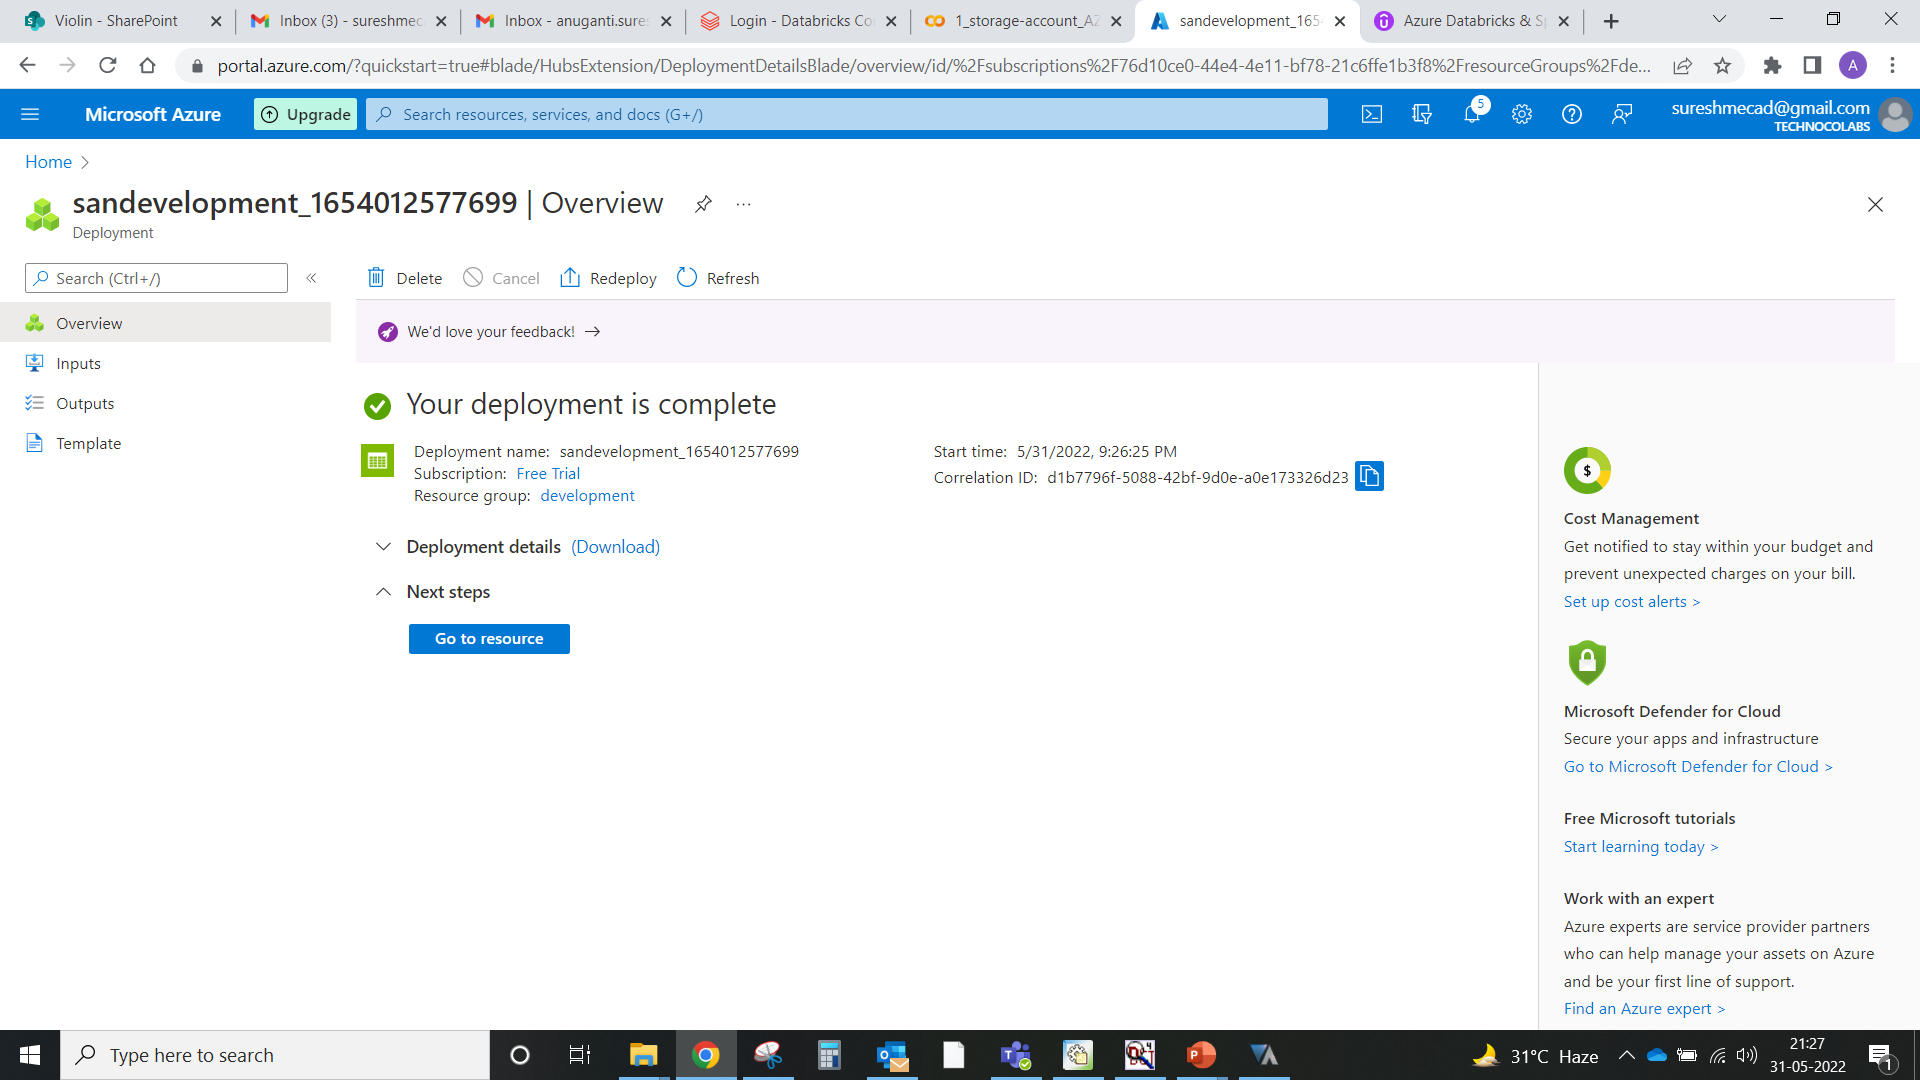 Violin - SharePoint
Inbox (3) - sureshmec
Inbox - anuganti.sures
Login - Databricks Co
1_storage-account_AZ
sandevelopment_165
Azure Databricks & Sp
portal.azure.com/?quickstart=true#blade/HubsExtension/DeploymentDetailsBlade/overview/id/%2Fsubscriptions%2F76d10ce0-44e4-4e11-bf78-21c6ffe1b3f8%2FresourceGroups%2Fde...
A
Microsoft Azure
Upgrade
Search resources, services, and docs (G+/)
5
sureshmecad@gmail.com
TECHNOCOLABS
Home
sandevelopment_1654012577699 | Overview
...
Deployment
Search (Ctrl+/)
«
Delete
Cancel
Redeploy
Refresh
Overview
Inputs
Outputs
Template
We'd love your feedback! →
Your deployment is complete
Deployment name: sandevelopment_1654012577699
Subscription: Free Trial
Resource group: development
Start time: 5/31/2022, 9:26:25 PM
Correlation ID: d1b7796f-5088-42bf-9d0e-a0e173326d23
Deployment details (Download)
Next steps
Go to resource
$
Cost Management
Get notified to stay within your budget and
prevent unexpected charges on your bill.
Set up cost alerts >
Microsoft Defender for Cloud
Secure your apps and infrastructure
Go to Microsoft Defender for Cloud >
Free Microsoft tutorials
Start learning today >
Work with an expert
Azure experts are service provider partners
who can help manage your assets on Azure
and be your first line of support.
Find an Azure expert >
Type here to search
31°C Haze
21:27
31-05-2022
1